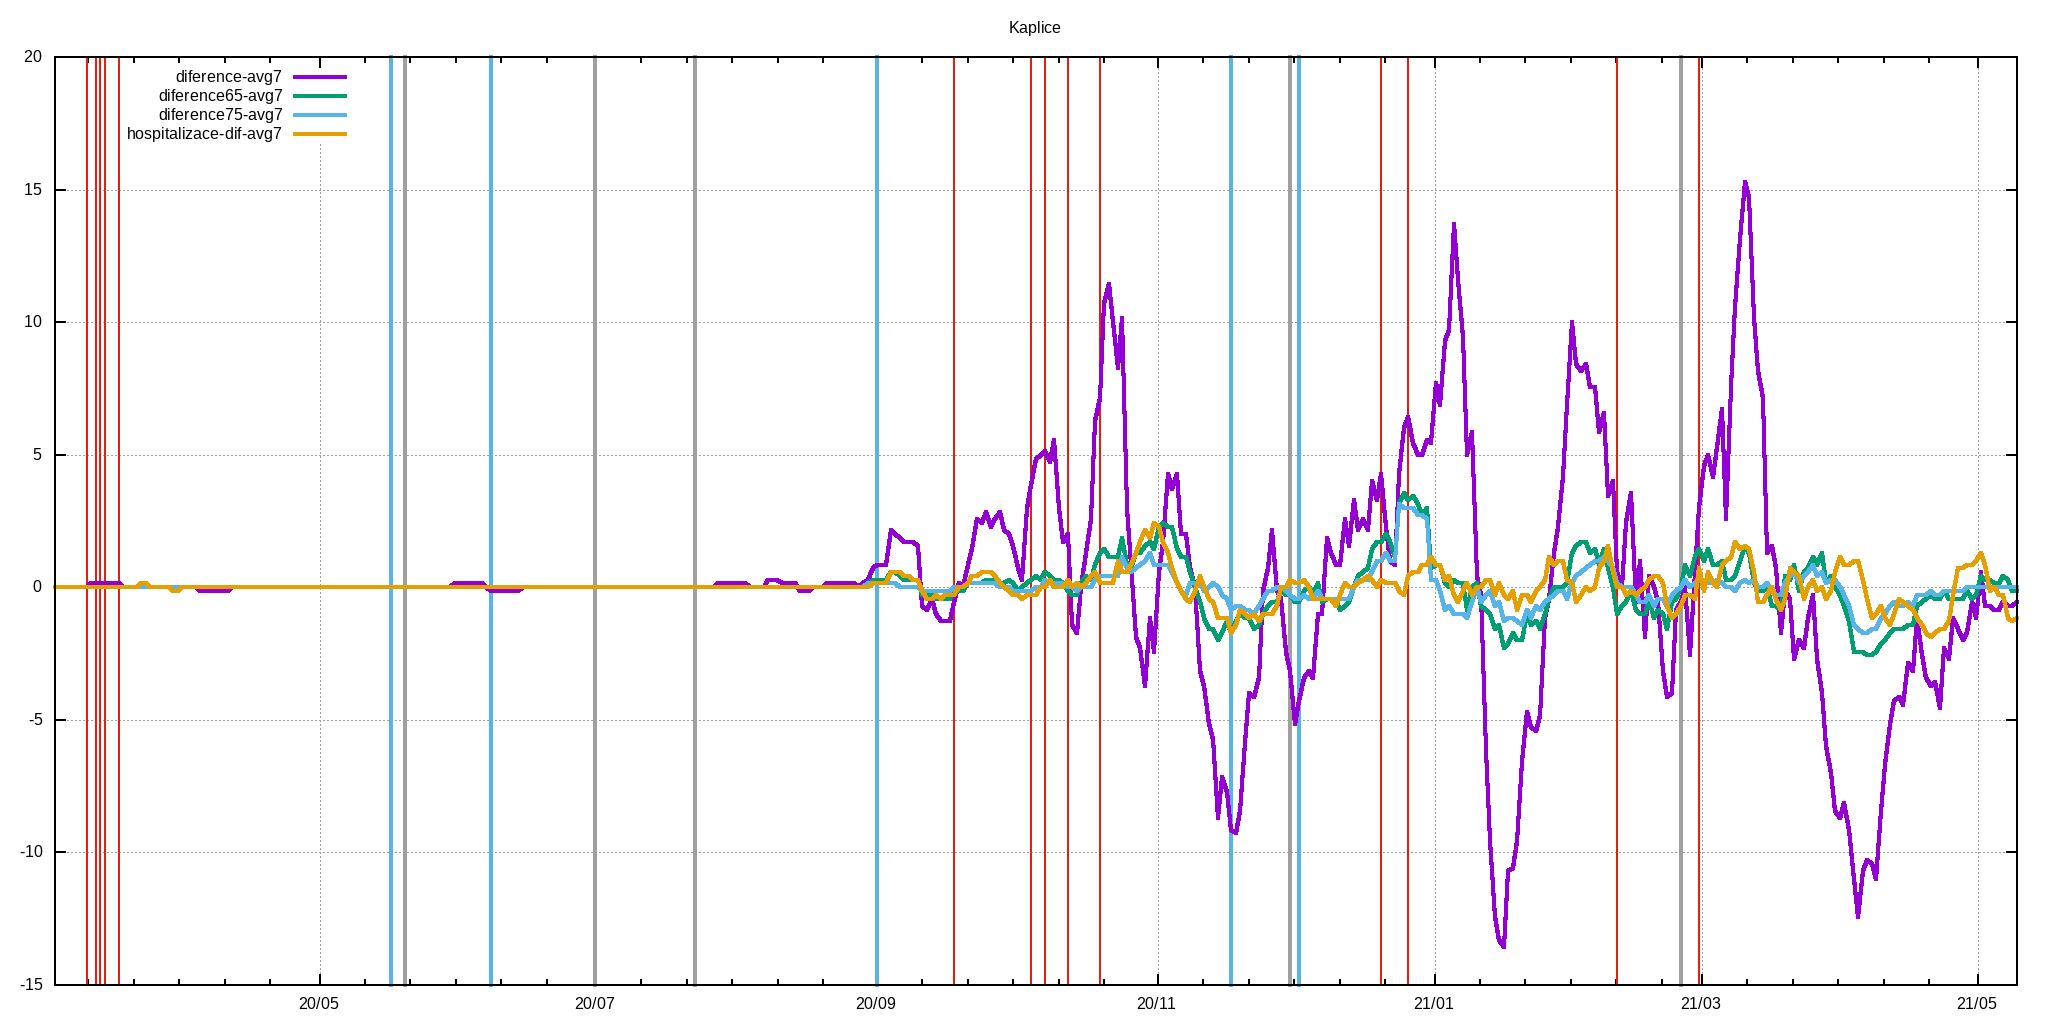 Kaplice
20
diference-avg7
diference65-avg7
diference75-avg7
hospitalizace-dif-avg7
15
10
5
0
-5
-10
-15
20/05 20/07 20/09 20/11 21/01 21/03 21/05